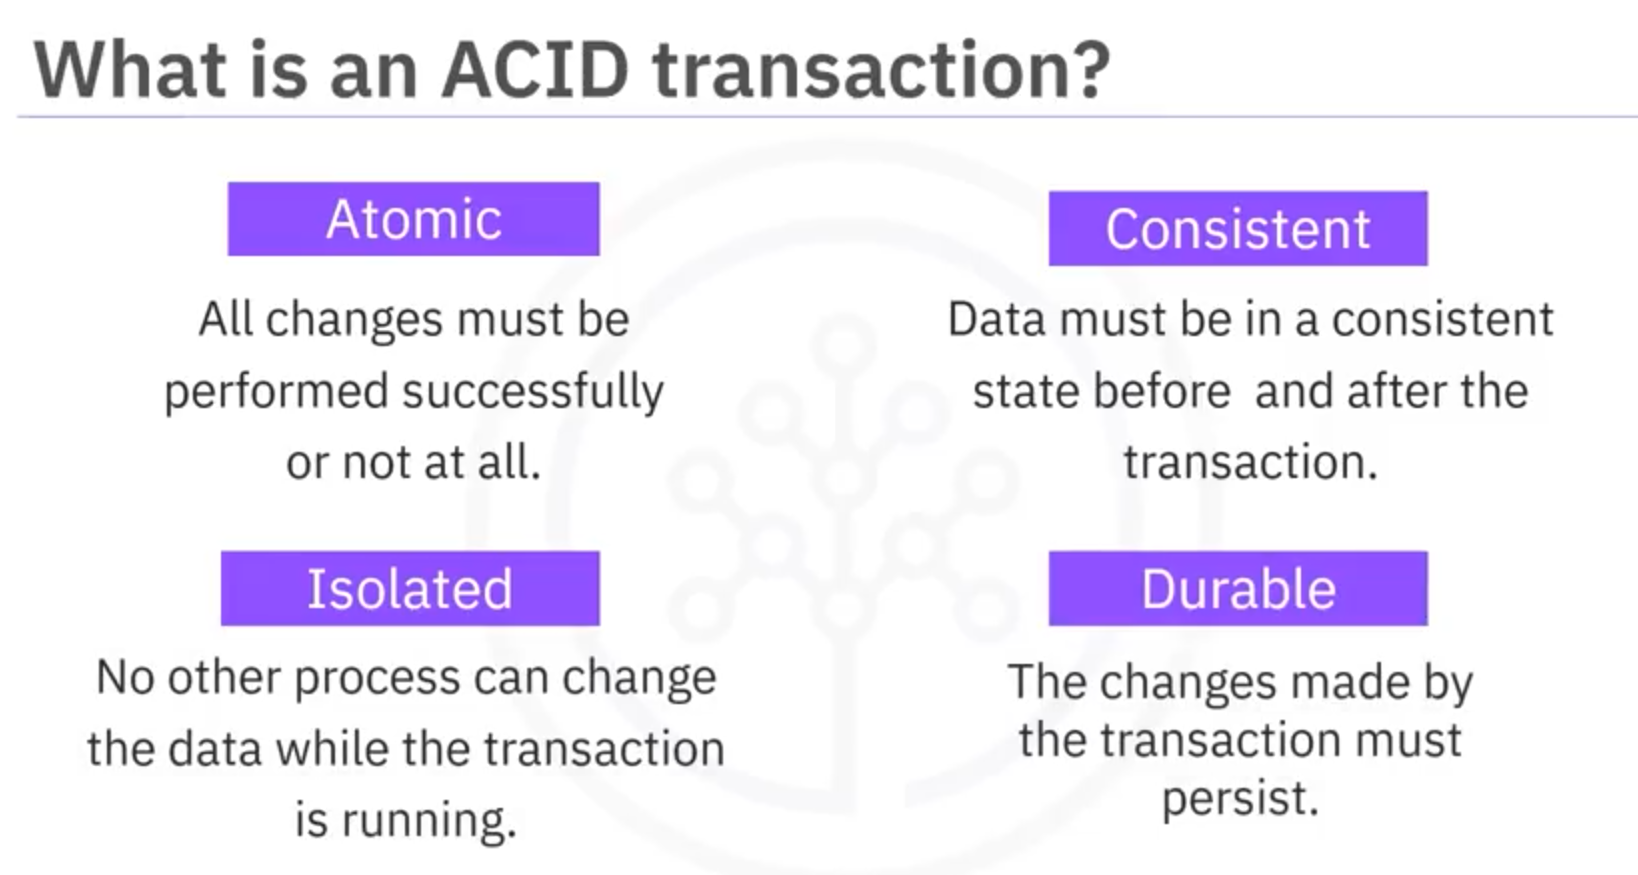 What is an ACID transaction?
Atomic
All changes must be
performed successfully
or not at all.
Consistent
Data must be in a consistent
state before and after the
transaction.
Isolated
No other process can change
the data while the transaction
is running.
Durable
The changes made by
the transaction must
persist.